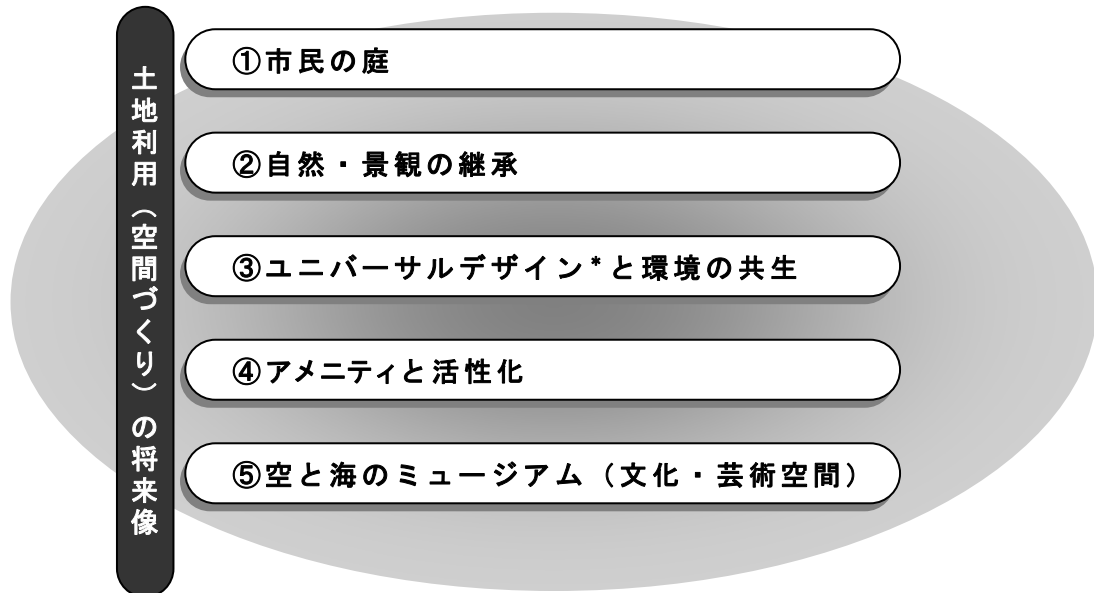 土地利用（空間づくり）の将来像
①市民の庭
②自然・景観の継承
③ユニバーサルデザイン*と環境の共生
④アメニティと活性化
⑤空と海のミュージアム（文化・芸術空間）